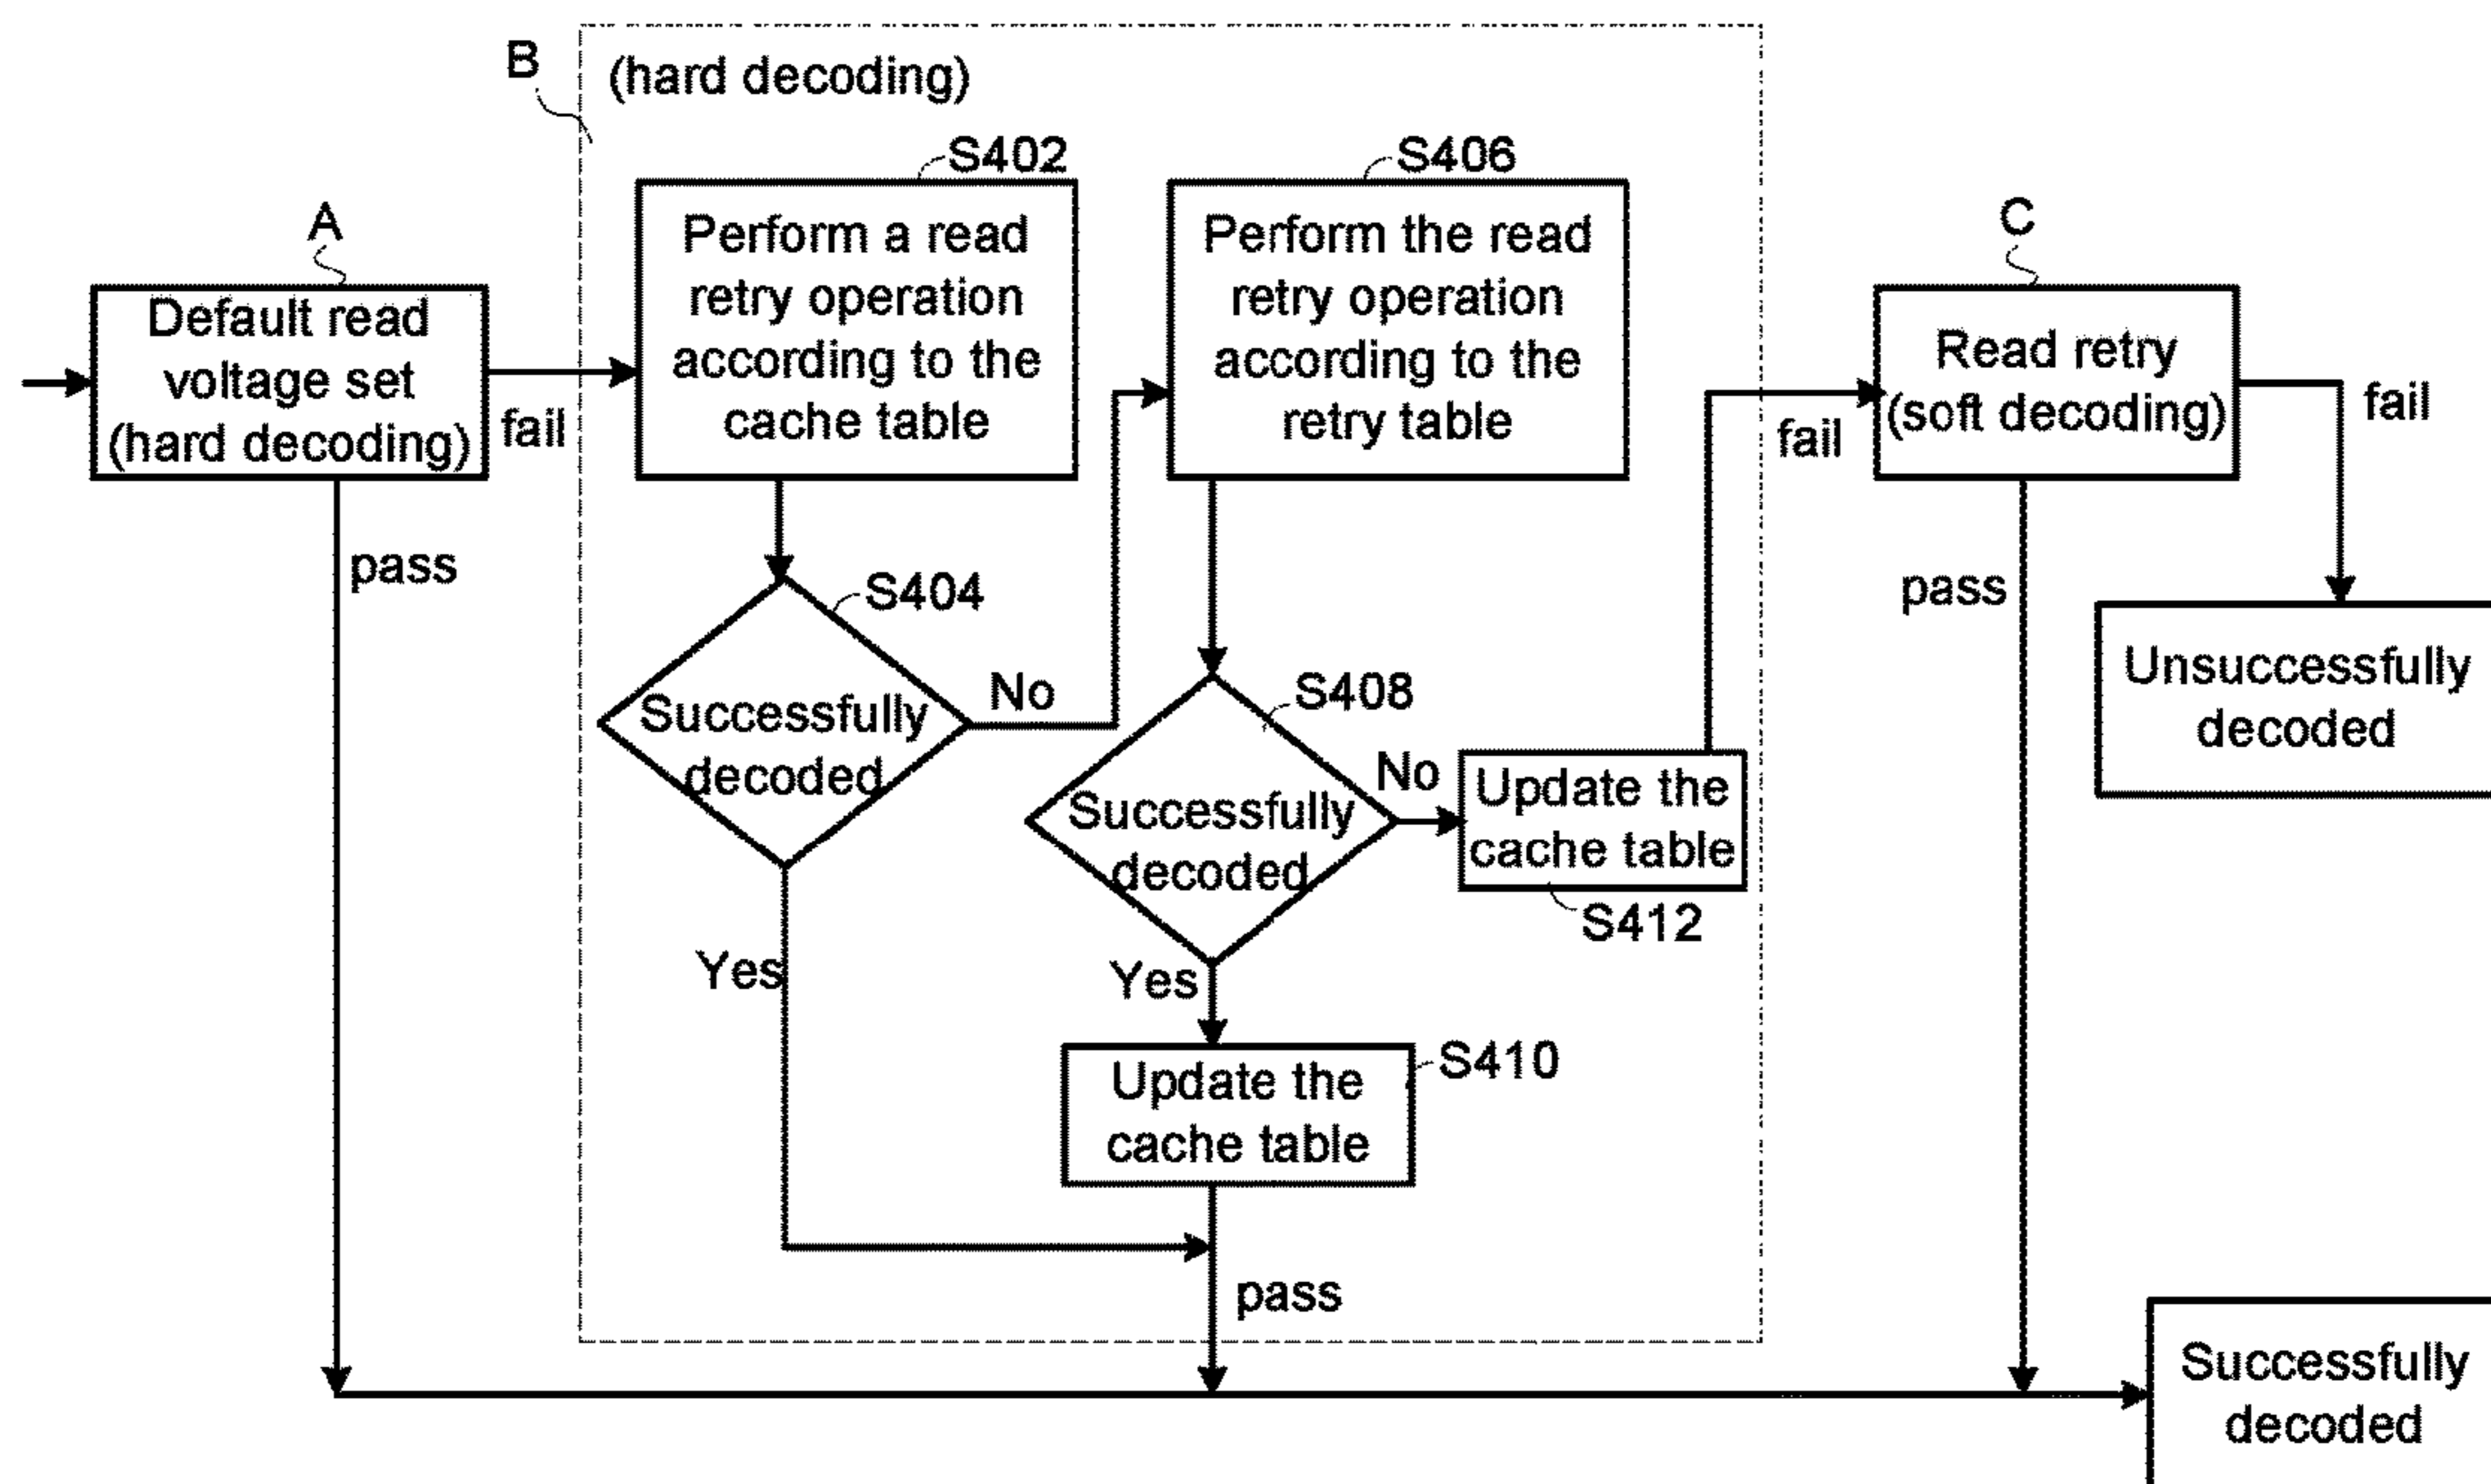 B
(hard decoding)
S402
S406
A
C
Default read
voltage set
(hard decoding)
fail
pass
Perform a read
retry operation
according to the
cache table
Perform the read
retry operation
according to the
retry table
Read retry
(soft decoding)
fail
fail
pass
S404
Successfully
decoded
No
Yes
S408
Successfully
decoded
No
Yes
Update the
cache table
S412
Update the
cache table
S410
pass
Unsuccessfully
decoded
Successfully
decoded